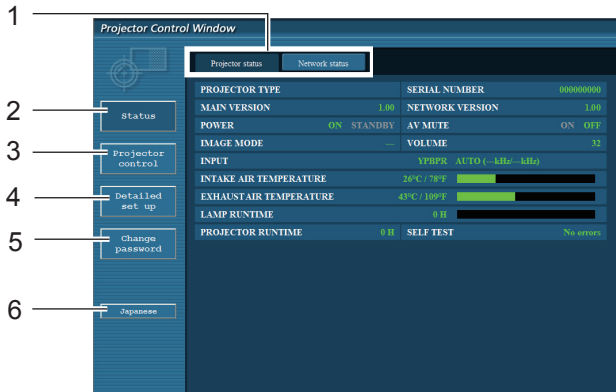 Projector Control Window
1
Projector status Network status
2
Status
3
Projector control
4
Detailed set up
5
Change password
6
Japanese
PROJECTOR TYPE SERIAL NUMBER 000000000
MAIN VERSION 1.00 NETWORK VERSION 1.00
POWER ON STANDBY AV MUTE ON OFF
IMAGE MODE --- VOLUME 32
INPUT YPBPR AUTO (---kHz/---kHz)
INTAKE AIR TEMPERATURE 26°C / 78°F
EXHAUST AIR TEMPERATURE 43°C / 109°F
LAMP RUNTIME 0 H
PROJECTOR RUNTIME 0 H SELF TEST No errors